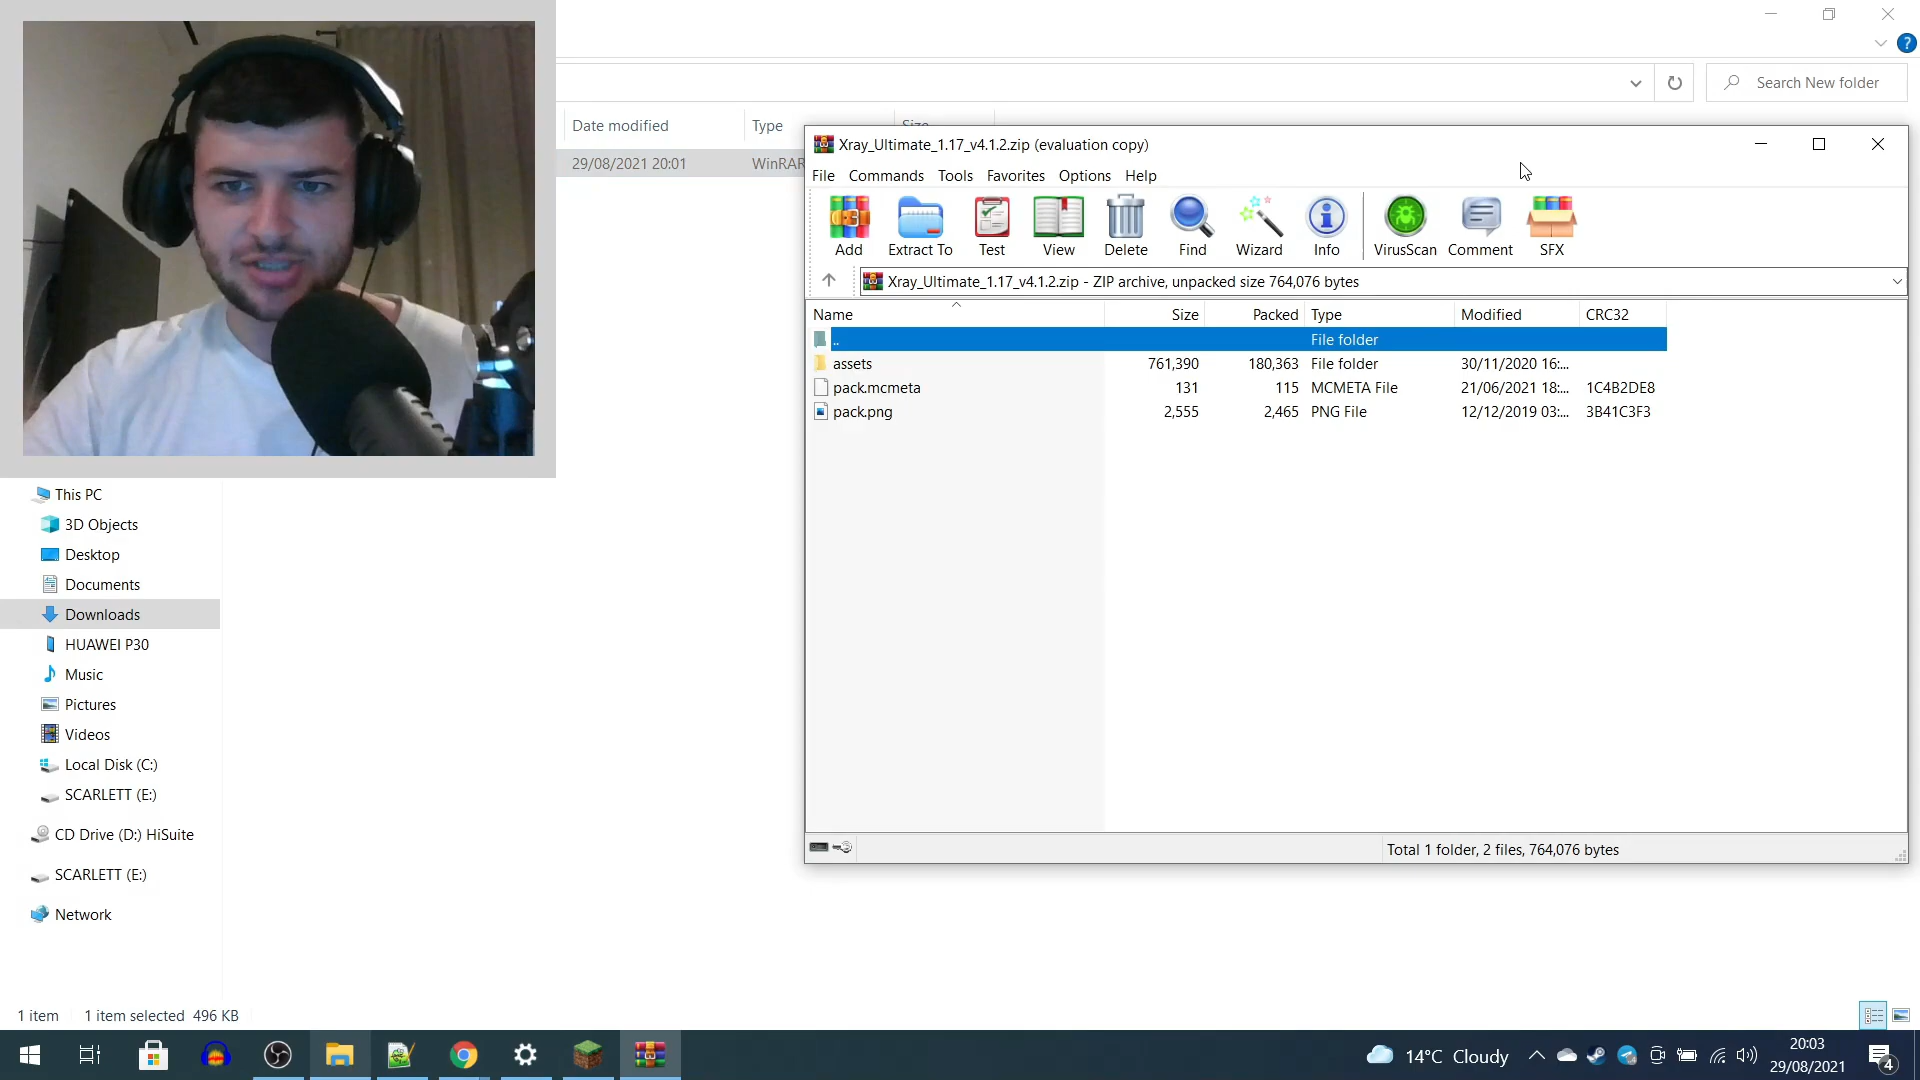 Search New folder
Date modified
Type
Size
29/08/2021 20:01
WinRAR
Xray_Ultimate_1.17_v4.1.2.zip (evaluation copy)
File Commands Tools Favorites Options Help
Add Extract To Test View Delete Find Wizard Info VirusScan Comment SFX
Xray_Ultimate_1.17_v4.1.2.zip - ZIP archive, unpacked size 764,076 bytes
Name Size Packed Type Modified CRC32
.. File folder
assets 761,390 180,363 File folder 30/11/2020 16:...
pack.mcmeta 131 115 MCMETA File 21/06/2021 18:... 1C4B2DE8
pack.png 2,555 2,465 PNG File 12/12/2019 03:... 3B41C3F3
Total 1 folder, 2 files, 764,076 bytes
This PC
3D Objects
Desktop
Documents
Downloads
HUAWEI P30
Music
Pictures
Videos
Local Disk (C:)
SCARLETT (E:)
CD Drive (D:) HiSuite
SCARLETT (E:)
Network
1 item 1 item selected 496 KB
14°C Cloudy
20:03
29/08/2021
4